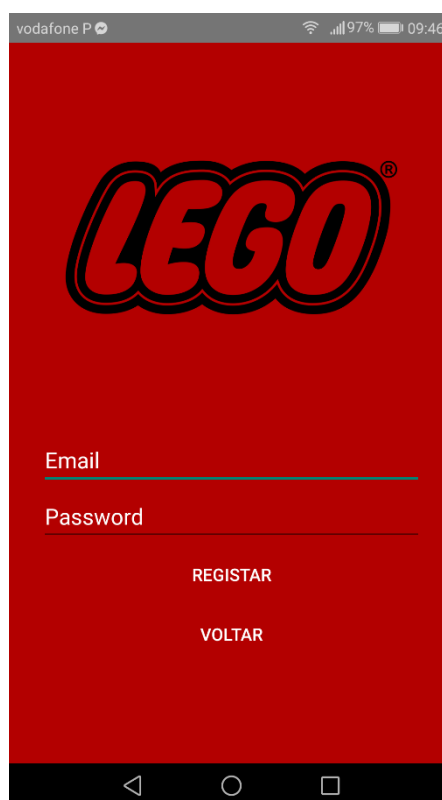 vodafone P 97% 09:46
LEGO®
Email
Password
REGISTAR
VOLTAR